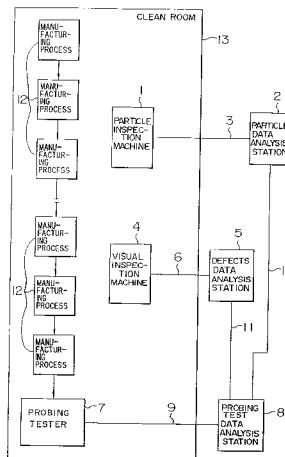 CLEAN ROOM
13
MANU-
FACTUR-
ING
PROCESS
12
MANU-
FACTUR-
ING
PROCESS
MANU-
FACTUR-
ING
PROCESS
1
PARTICLE
INSPEC-
TION
MACHINE
3
2
PARTICLE
DATA
ANALYSIS
STATION
MANU-
FACTUR-
ING
PROCESS
12
MANU-
FACTUR-
ING
PROCESS
MANU-
FACTUR-
ING
PROCESS
4
VISUAL
INSPECTION
MACHINE
6
5
DEFECTS
DATA
ANALYSIS
STATION
11
7
PROBING
TESTER
9
PROBING
TEST
DATA
ANALYSIS
STATION
8